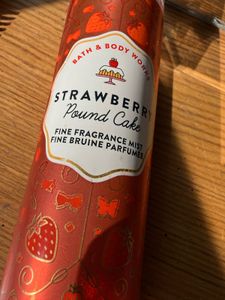 BATH & BODY WORKS
STRAWBERRY
Pound Cake
FINE FRAGRANCE MIST
FINE BRUINE PARFUMÉE